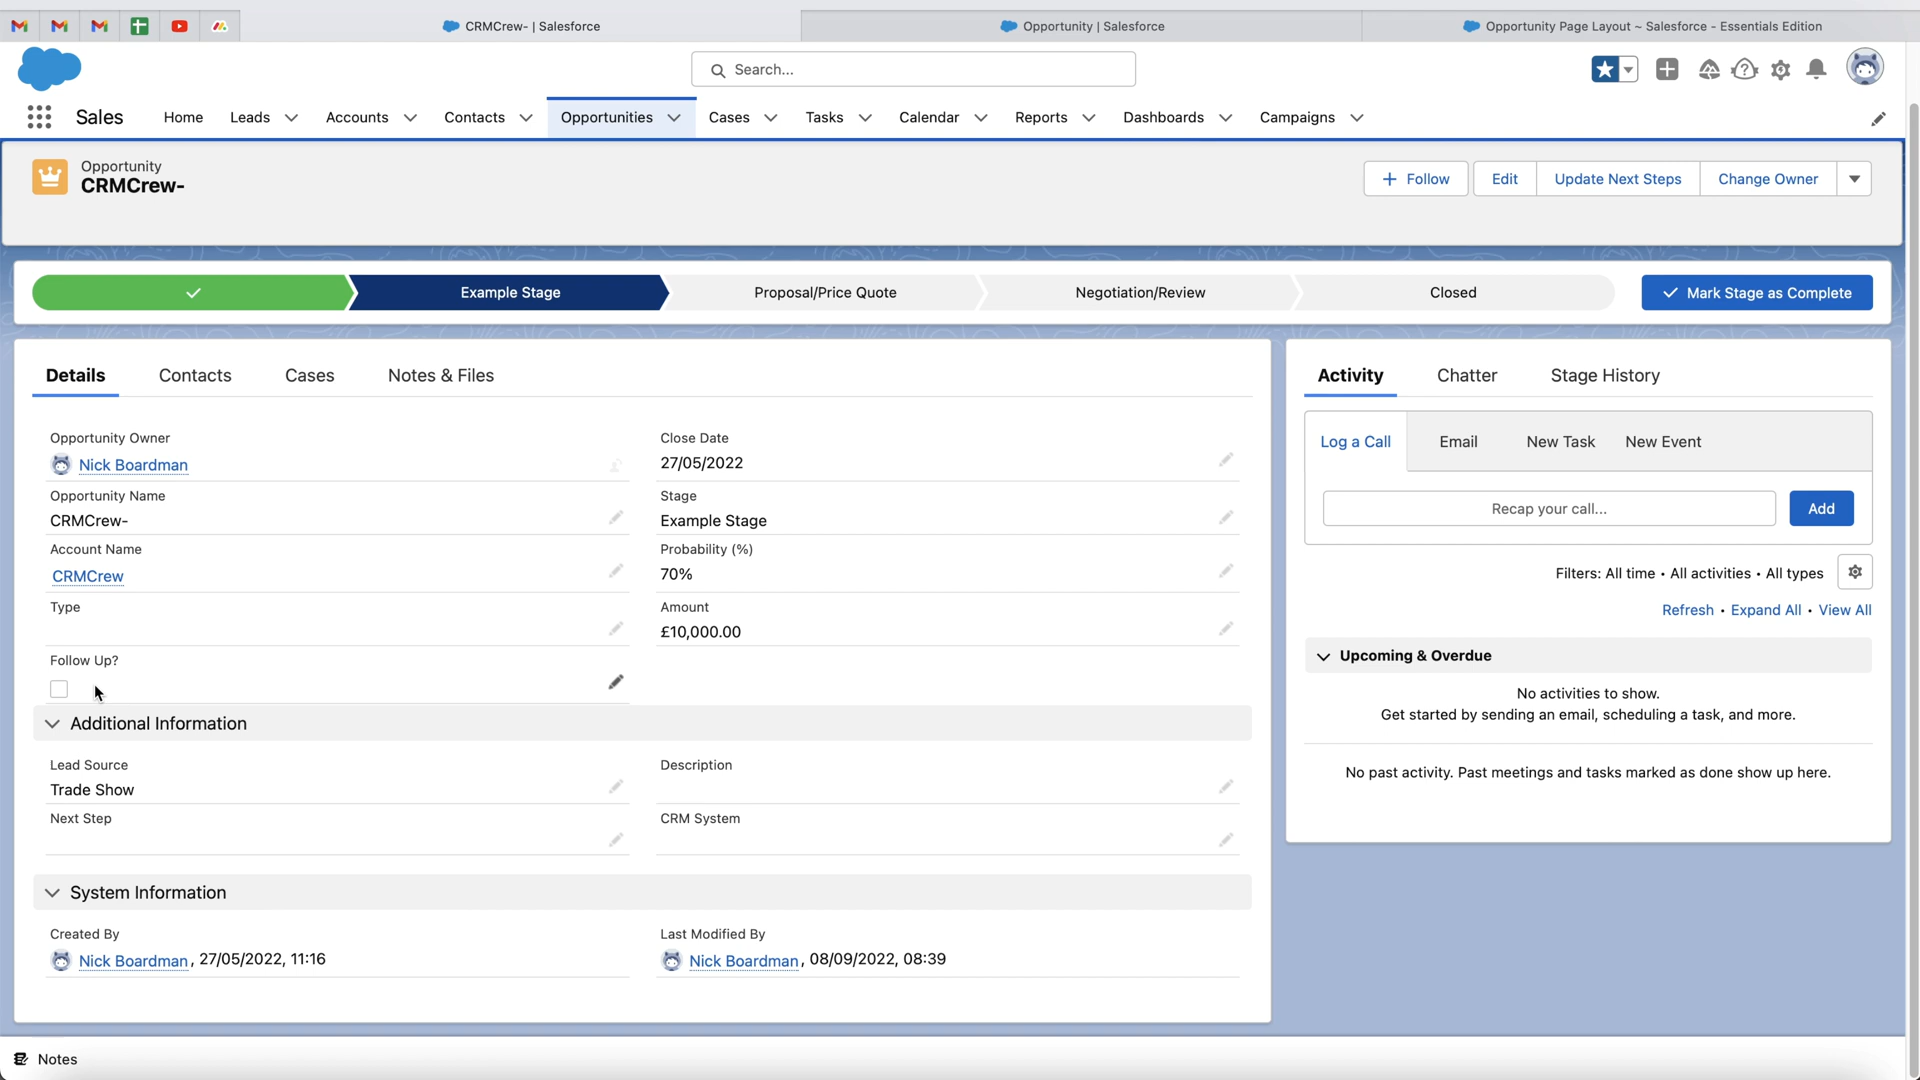 CRMCrew- | Salesforce
Opportunity | Salesforce
Opportunity Page Layout ~ Salesforce - Essentials Edition
Search...
Sales
Home
Leads
Accounts
Contacts
Opportunities
Cases
Tasks
Calendar
Reports
Dashboards
Campaigns
Opportunity
CRMCrew-
Follow
Edit
Update Next Steps
Change Owner
Example Stage
Proposal/Price Quote
Negotiation/Review
Closed
Mark Stage as Complete
Details
Contacts
Cases
Notes & Files
Opportunity Owner
Nick Boardman
Close Date
27/05/2022
Opportunity Name
CRMCrew-
Stage
Example Stage
Account Name
CRMCrew
Probability (%)
70%
Type
Amount
£10,000.00
Follow Up?
Additional Information
Lead Source
Trade Show
Description
Next Step
CRM System
System Information
Created By
Nick Boardman, 27/05/2022, 11:16
Last Modified By
Nick Boardman, 08/09/2022, 08:39
Activity
Chatter
Stage History
Log a Call
Email
New Task
New Event
Recap your call...
Add
Filters: All time • All activities • All types
Refresh • Expand All • View All
Upcoming & Overdue
No activities to show.
Get started by sending an email, scheduling a task, and more.
No past activity. Past meetings and tasks marked as done show up here.
Notes